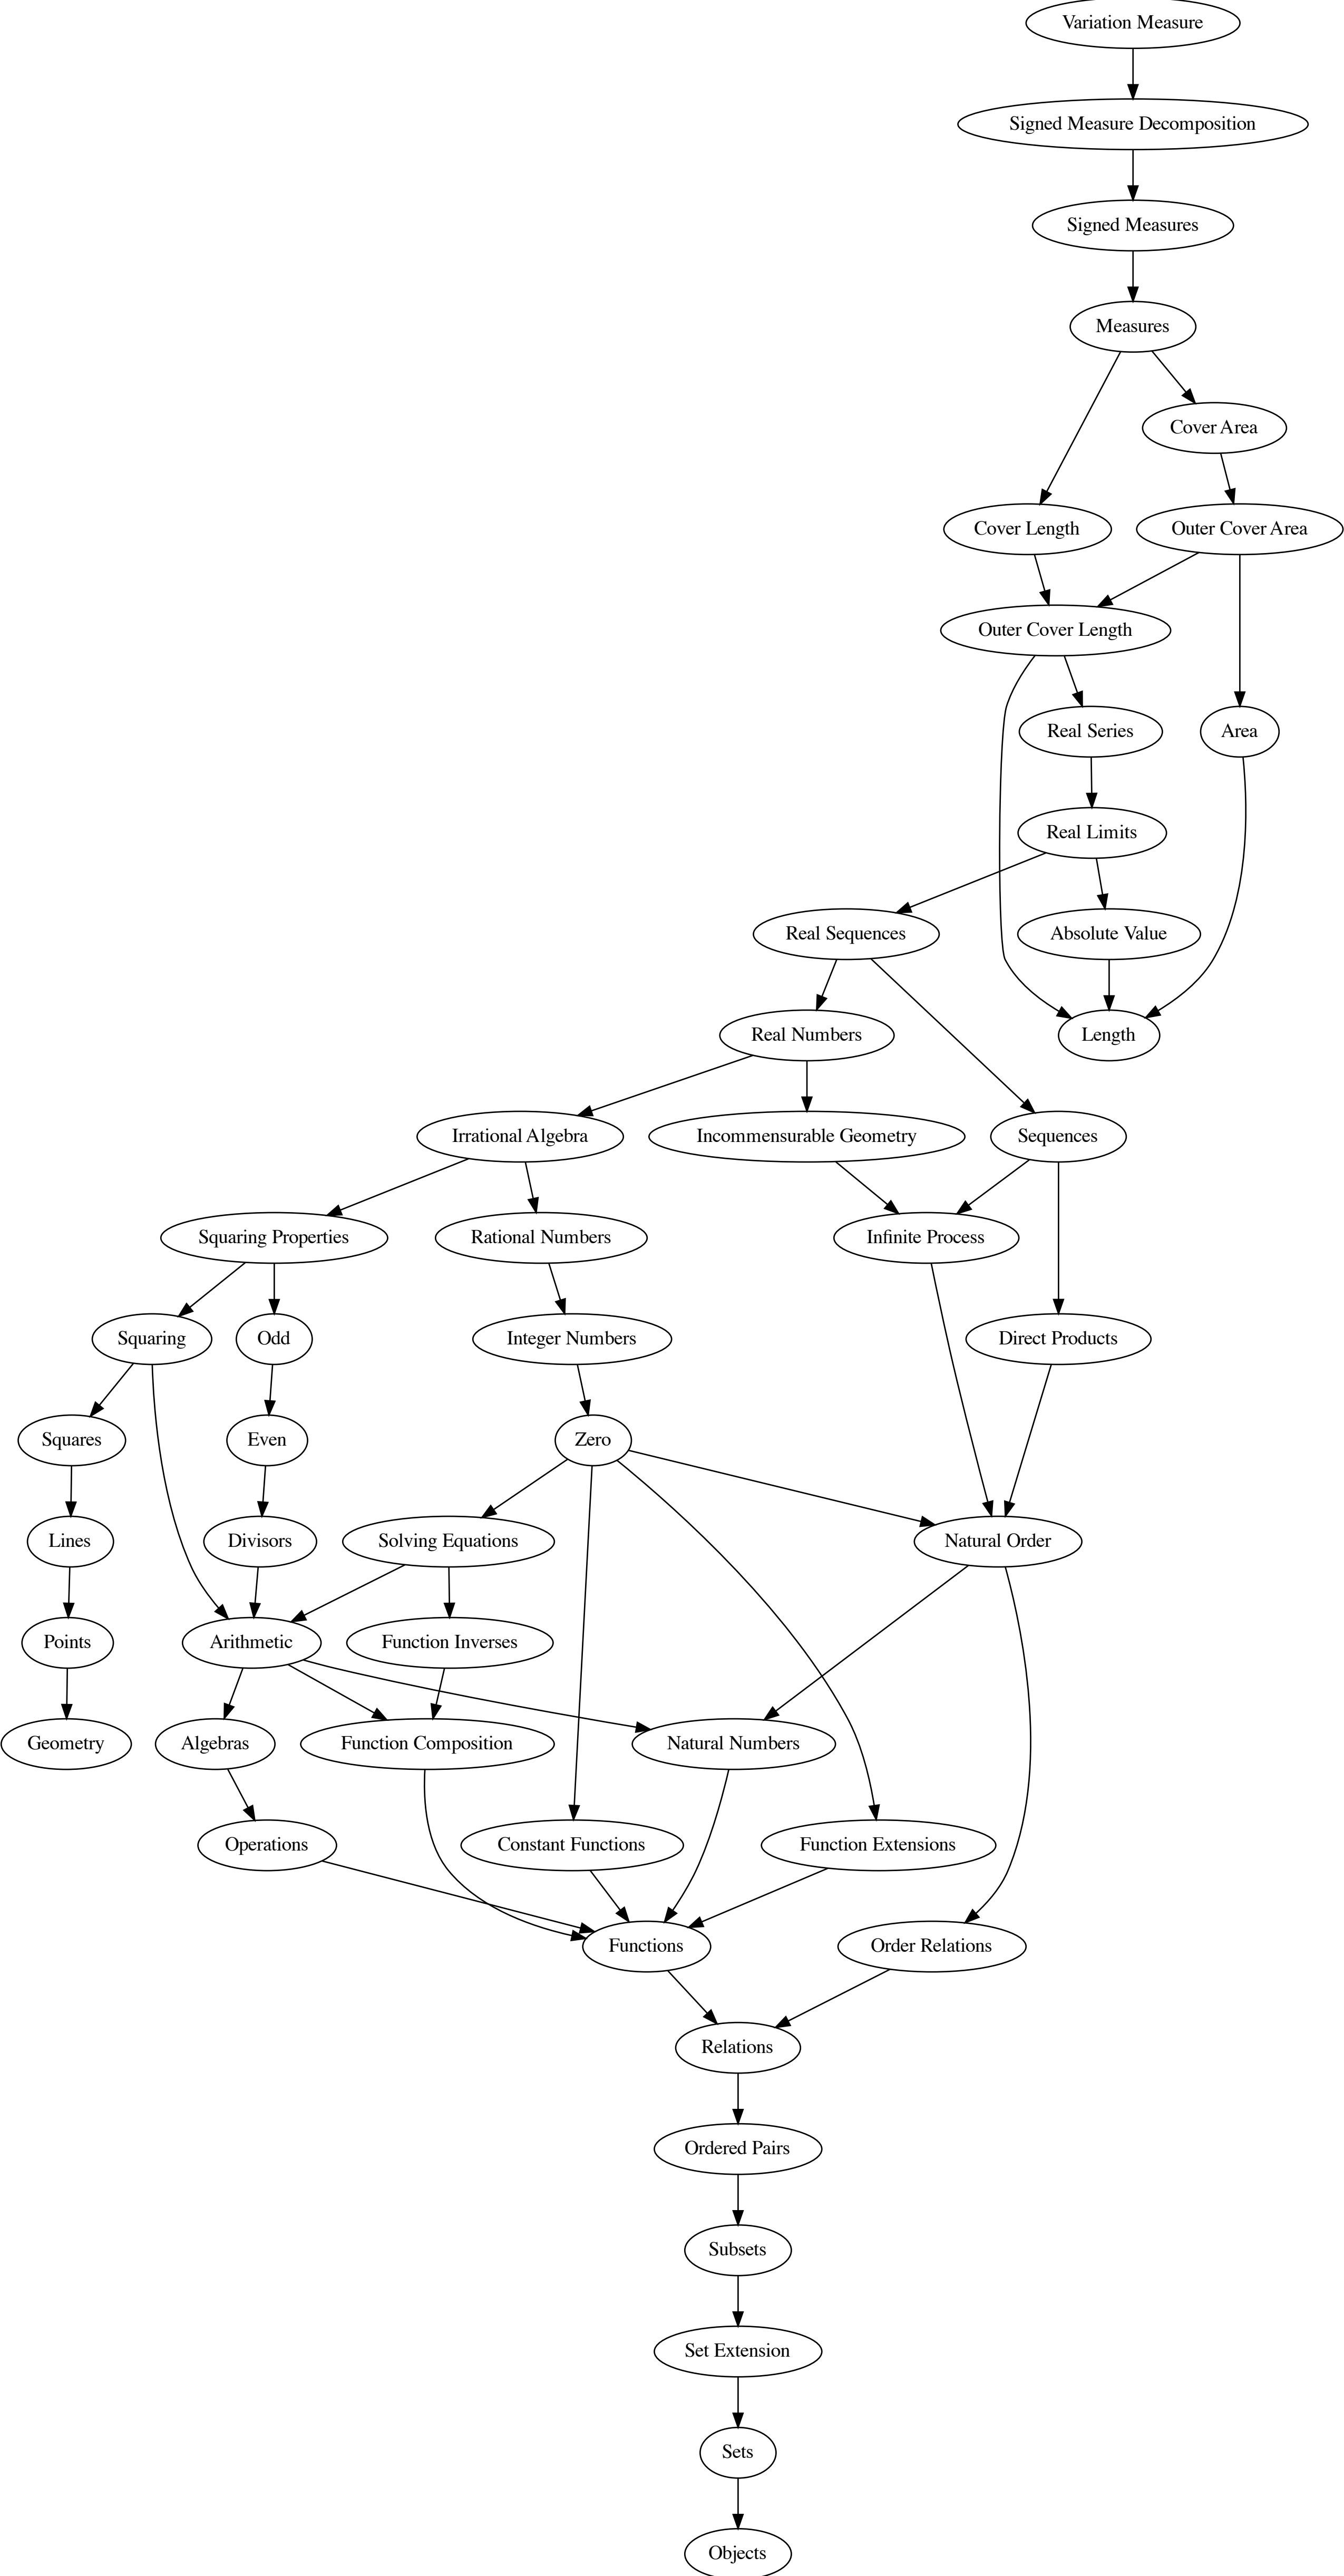 Variation Measure
Signed Measure Decomposition
Signed Measures
Measures
Cover Area
Cover Length
Outer Cover Area
Outer Cover Length
Real Series
Area
Real Limits
Real Sequences
Absolute Value
Real Numbers
Length
Irrational Algebra
Incommensurable Geometry
Sequences
Squaring Properties
Rational Numbers
Infinite Process
Squaring
Odd
Integer Numbers
Direct Products
Squares
Even
Zero
Lines
Divisors
Solving Equations
Natural Order
Points
Arithmetic
Function Inverses
Geometry
Algebras
Function Composition
Natural Numbers
Operations
Constant Functions
Function Extensions
Functions
Order Relations
Relations
Ordered Pairs
Subsets
Set Extension
Sets
Objects